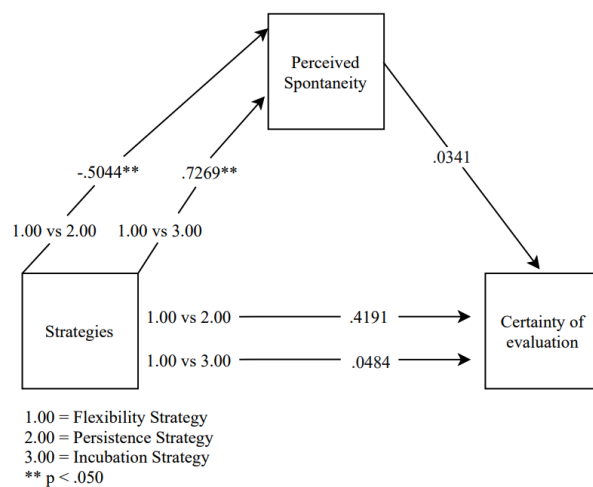 Perceived
Spontaneity
-.5044**
.7269**
.0341
1.00 vs 2.00
1.00 vs 3.00
Strategies
1.00 vs 2.00
.4191
1.00 vs 3.00
.0484
Certainty of
evaluation
1.00 = Flexibility Strategy
2.00 = Persistence Strategy
3.00 = Incubation Strategy
** p < .050